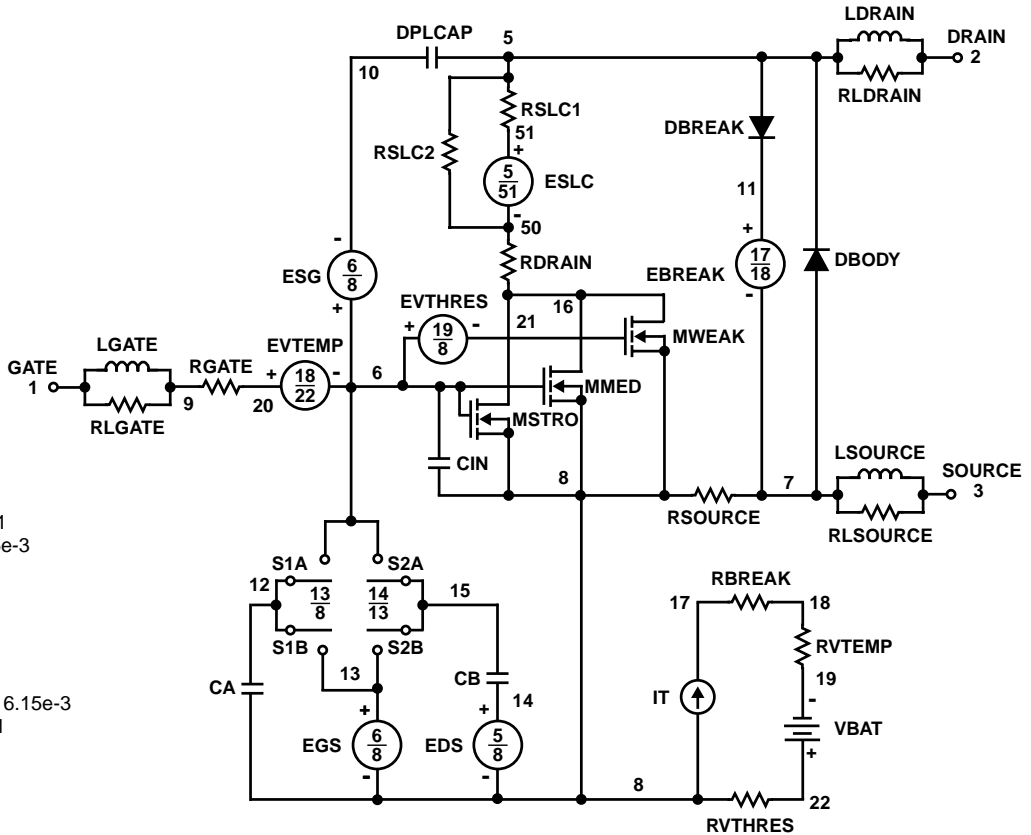 LDRAIN
DPLCAP 5 DRAIN
2
10
RLDRAIN
RSLC1
51
DBREAK
RSLC2
+
5
51
ESLC
11
-
50
-
+
17
18
RDRAIN
EBREAK
DBODY
6
8
ESG
-
+
EVTHRES
16
21
+
19
8
-
MWEAK
LGATE
EVTEMP
GATE
1
RGATE
+
18
22
-
6
MMED
9
20
RLGATE
MSTRO
LSOURCE
CIN
8
7
SOURCE
3
RSOURCE
RLSOURCE
1
e-3
S1A
S2A
12
13
8
14
13
15
S1B
S2B
13
RBREAK
17
18
RVTEMP
CA
CB
14
IT
19
-
VBAT
+
6.15e-3
+
EGS
6
8
-
+
EDS
5
8
-
8
22
RVTHRES